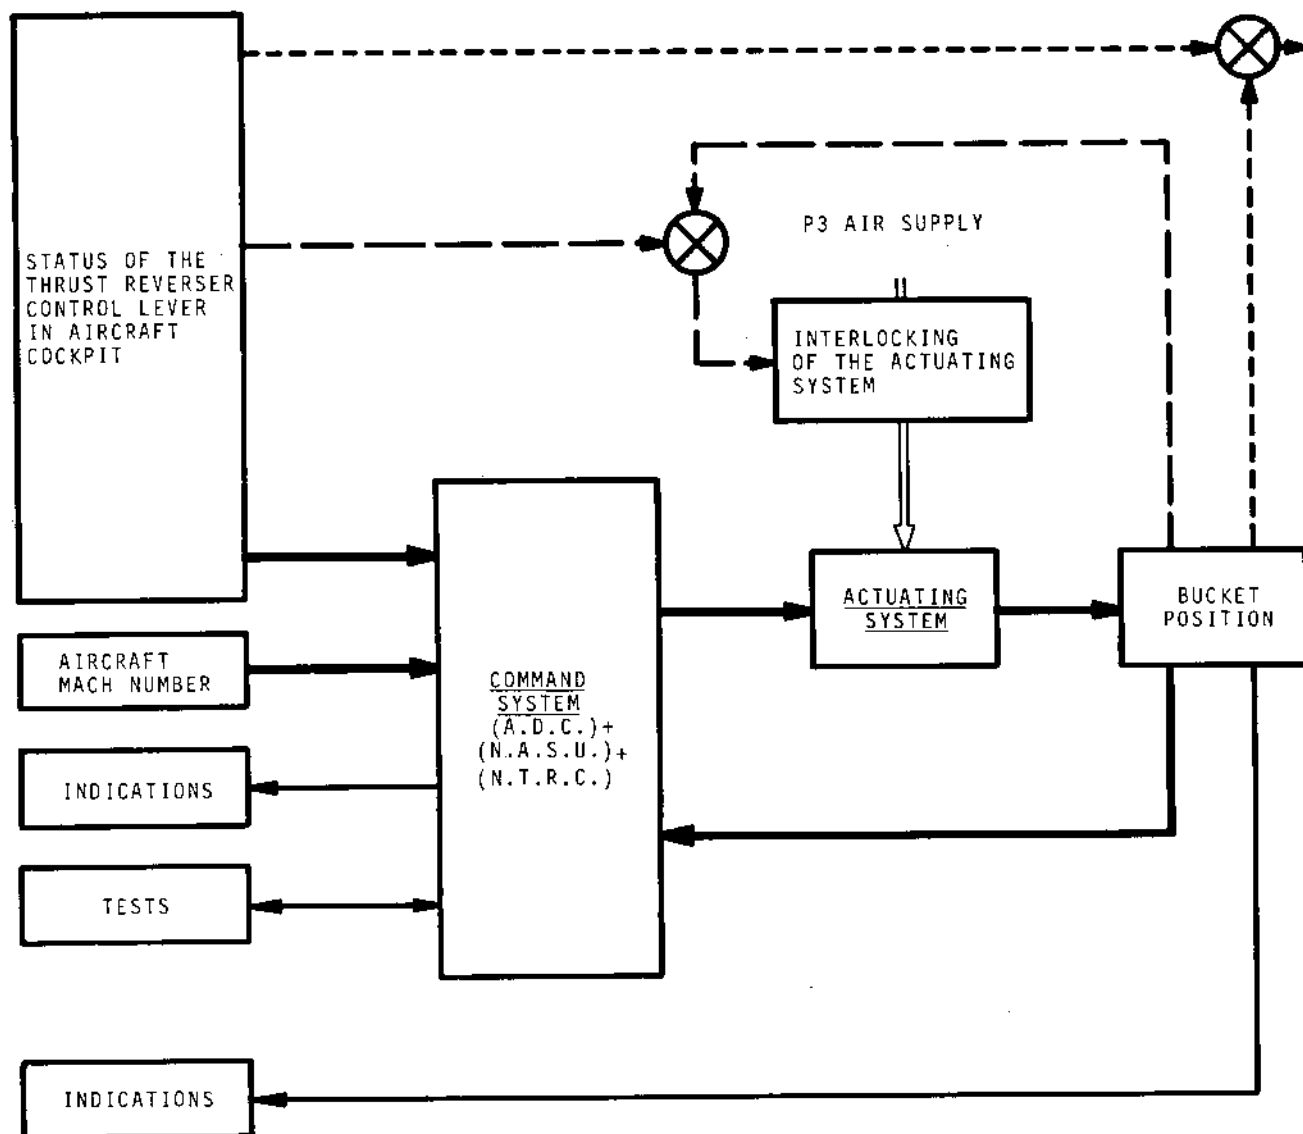 P3 AIR SUPPLY
STATUS OF THE
THRUST REVERSER
CONTROL LEVER
IN AIRCRAFT
COCKPIT
INTERLOCKING
OF THE ACTUATING
SYSTEM
ACTUATING
SYSTEM
BUCKET
POSITION
AIRCRAFT
MACH NUMBER
COMMAND
SYSTEM
(A.D.C.)+
(N.A.S.U.)+
(N.T.R.C.)
INDICATIONS
TESTS
INDICATIONS